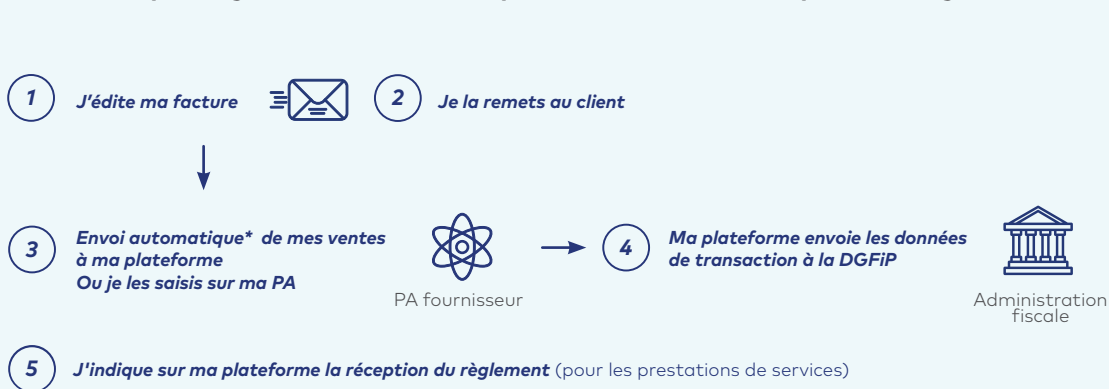 1 J'édite ma facture
2 Je la remets au client
3 Envoi automatique* de mes ventes
à ma plateforme
Ou je les saisis sur ma PA
PA fournisseur
4 Ma plateforme envoie les données
de transaction à la DGFiP
Administration
fiscale
5 J'indique sur ma plateforme la réception du règlement (pour les prestations de services)